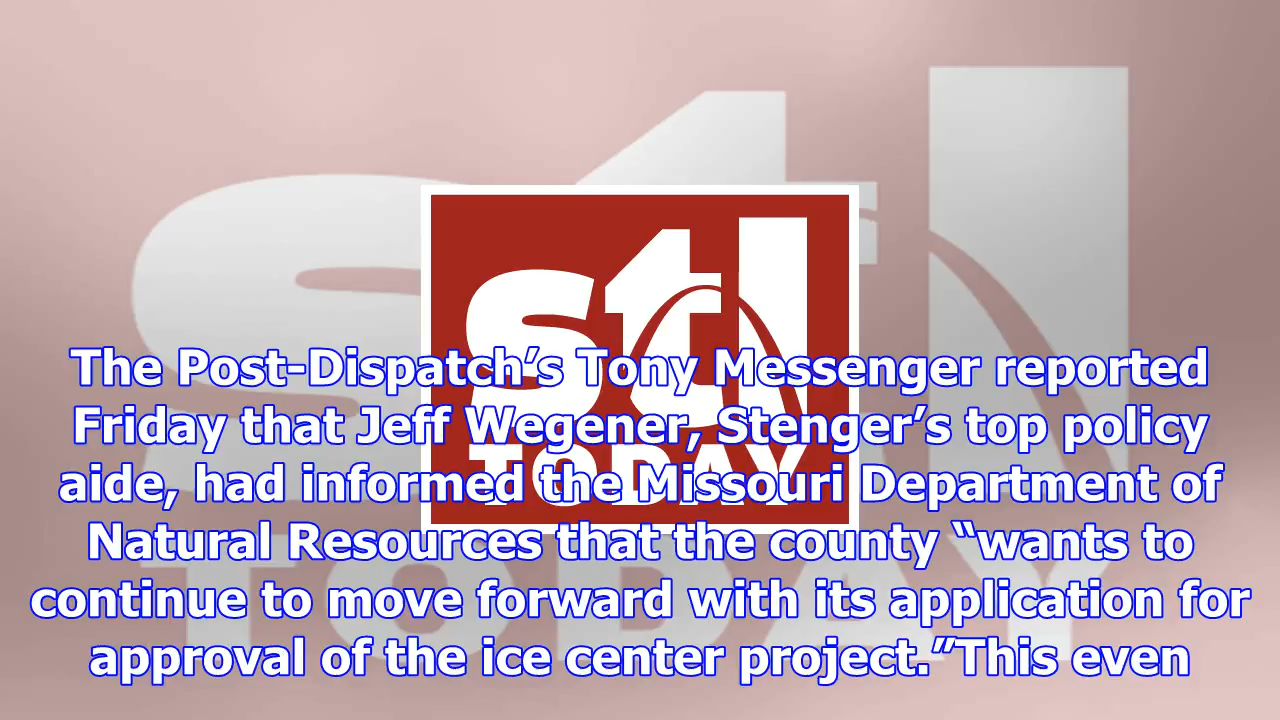 stl
TODAY
The Post-Dispatch’s Tony Messenger reported
Friday that Jeff Wegener, Stenger’s top policy
aide, had informed the Missouri Department of
Natural Resources that the county “wants to
continue to move forward with its application for
approval of the ice center project.”This even